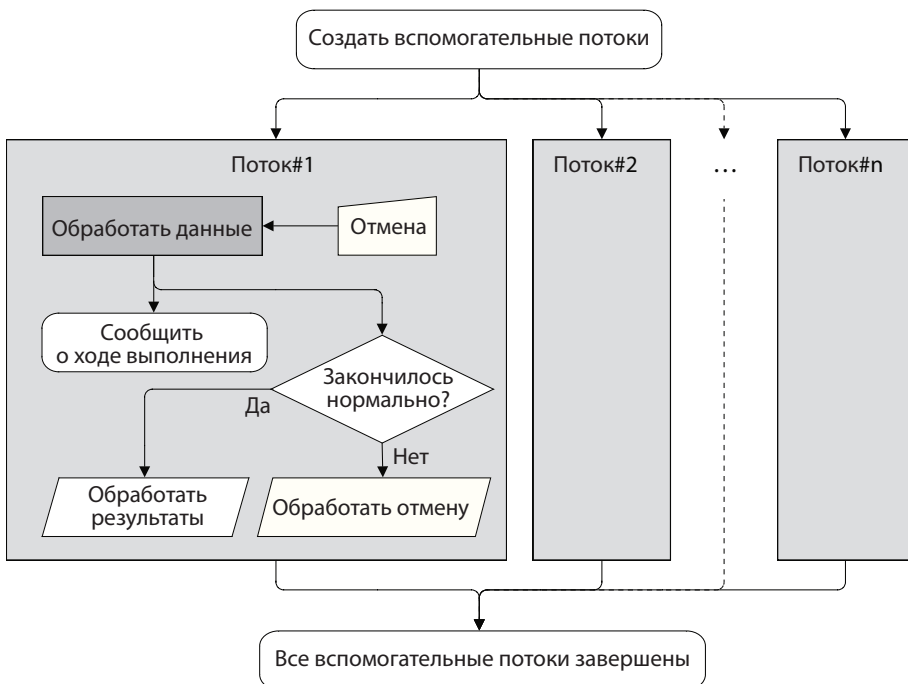 Создать вспомогательные потоки
Поток#1
Поток#2
...
Поток#n
Обработать данные
Отмена
Сообщить
о ходе выполнения
Закончилось
нормально?
Да
Нет
Обработать
результаты
Обработать отмену
Все вспомогательные потоки завершены